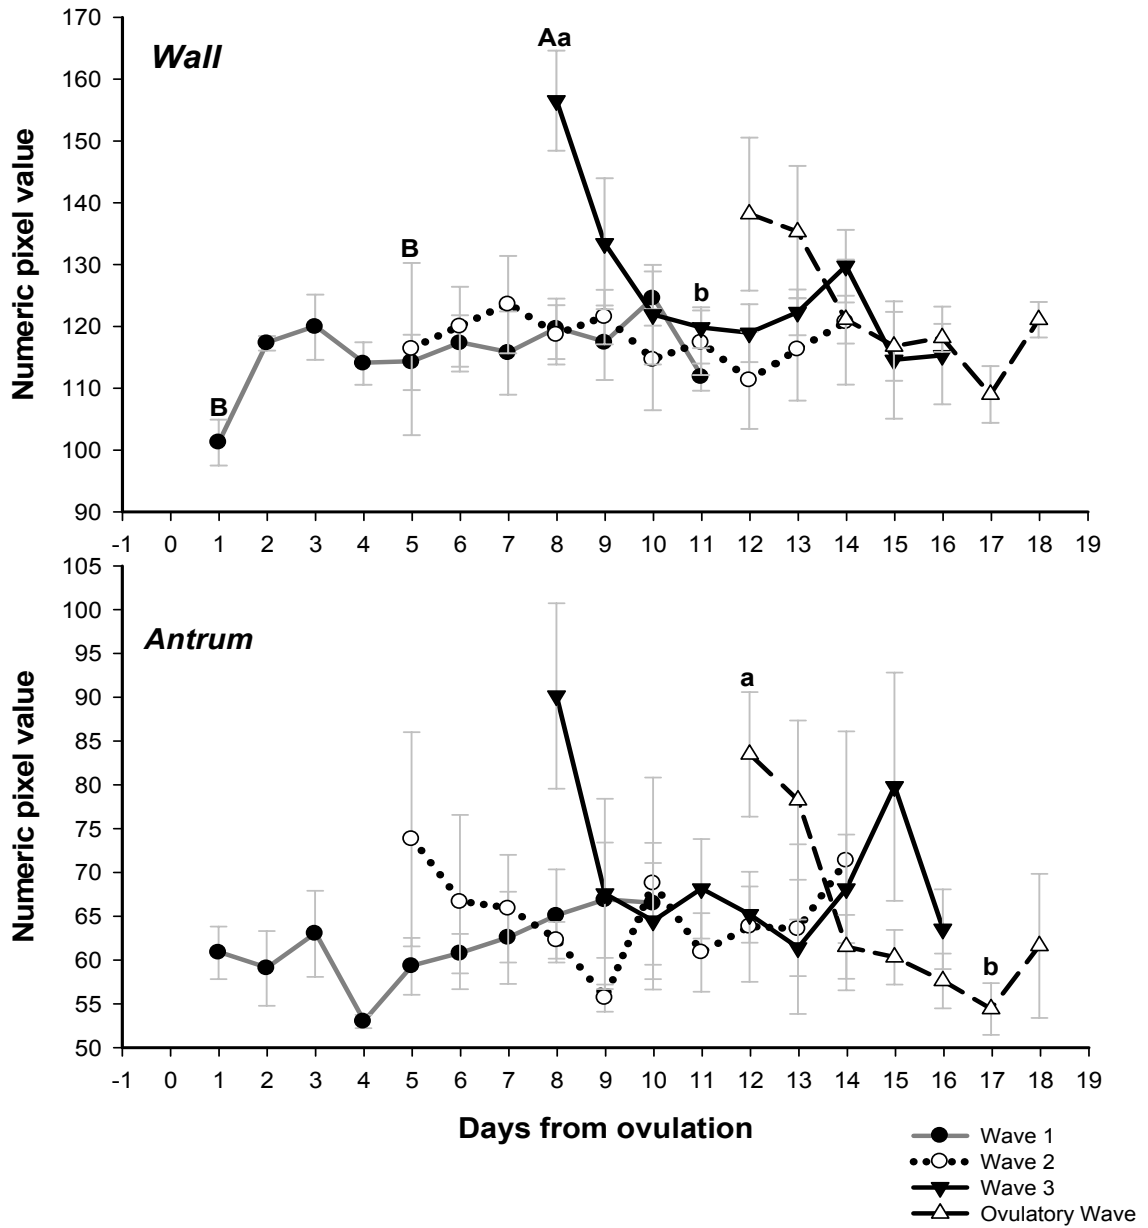 170
Wall
Aa
160
150
140
B
130
b
120
B
110
100
90
Numeric pixel value
-1 0 1 2 3 4 5 6 7 8 9 10 11 12 13 14 15 16 17 18 19
105
Antrum
100
95
a
90
85
80
75
70
65
60
b
55
50
Numeric pixel value
-1 0 1 2 3 4 5 6 7 8 9 10 11 12 13 14 15 16 17 18 19
Days from ovulation
Wave 1
Wave 2
Wave 3
Ovulatory Wave